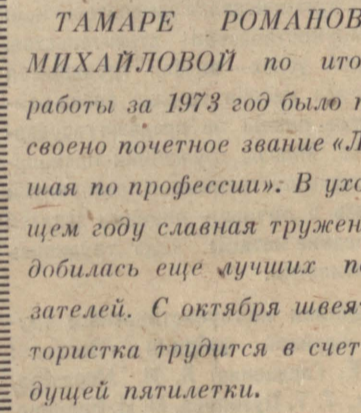 ТАМАРЕ РОМАНОВ
МИХАЙЛОВОЙ по ито
работы за 1973 год было п
своено почетное звание «Л
шая по профессии». В ухо
щем году славная тружен
добилась еще лучших п
зателей. С октября швея
тористка трудится в счет
дущей пятилетки.